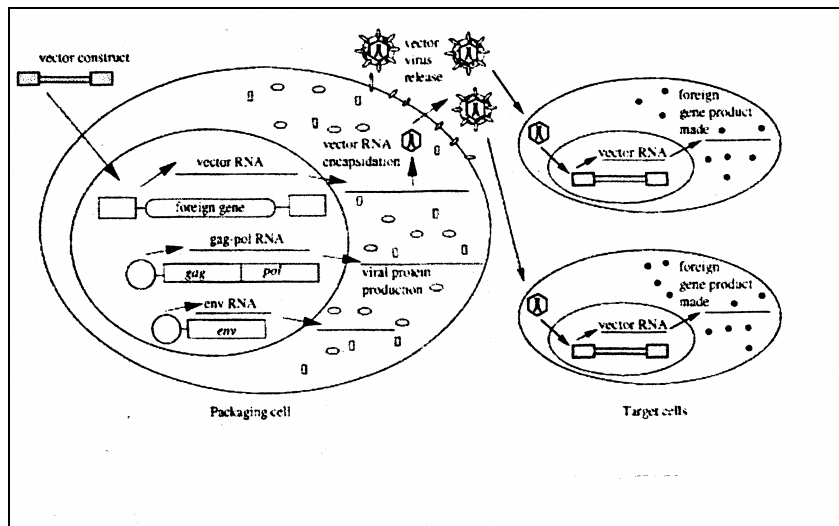 vector construct
vector
virus
release
vector RNA
encapsidation
vector RNA
foreign gene
gag-pol RNA
gag
pol
env RNA
env
viral protein
production
Packaging cell
foreign
gene product
made
vector RNA
foreign
gene product
made
vector RNA
Target cells